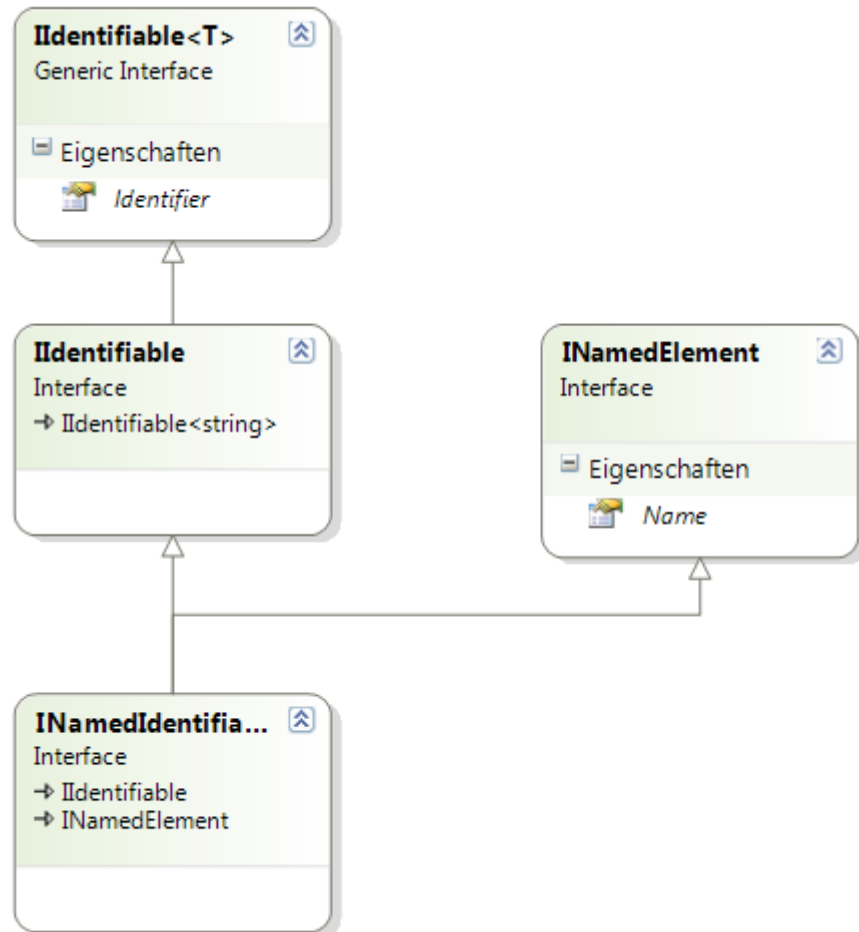 IIdentifiable<T>
Generic Interface
Eigenschaften
Identifier
IIdentifiable
Interface
IIdentifiable<string>
INamedElement
Interface
Eigenschaften
Name
INamedIdentifia...
Interface
IIdentifiable
INamedElement